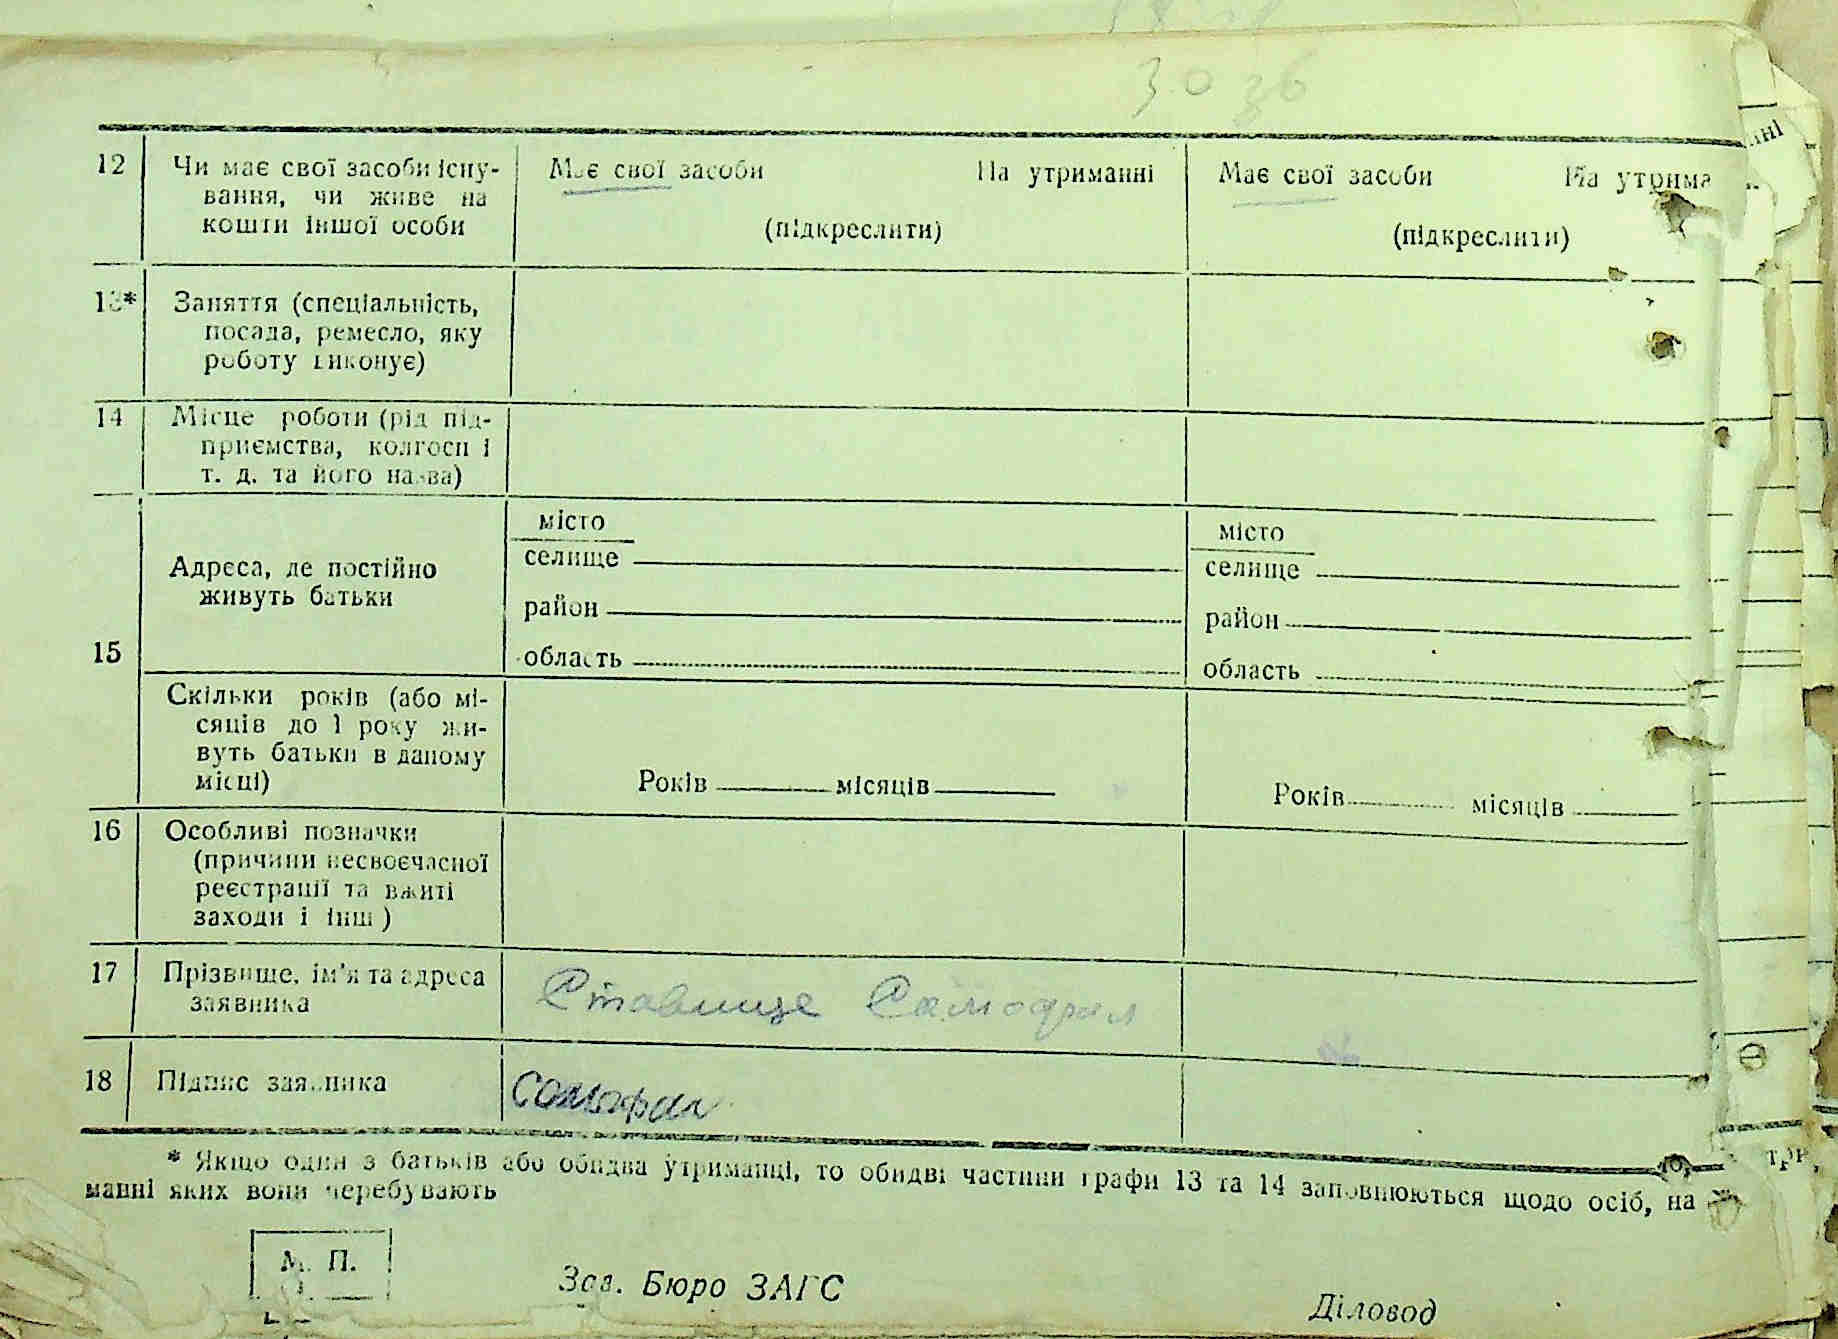 3036
12 Чи має свої засоби існу- Має свої засоби На утриманні Має свої засоби На
вання, чи живе на
кошти іншої особи (підкреслити) (підкреслити)
13* Заняття (спеціальність,
посада, ремесло, яку
роботу виконує)
14 Місце роботи (рід під-
приємства, колгосп і
т. д. та його назва)
місто місто
Адреса, де постійно селище селище
живуть батьки
район район
15
область область
Скільки років (або мі-
сяців до 1 року жи-
вуть батьки в даному
місці) Років місяців Років місяців
16 Особливі позначки
(причини несвоєчасної
реєстрації та вжиті
заходи і інш)
17 Прізвище, ім'я та адреса Ставище
заявника
18 Підпис заявника
* Якщо один з батьків або обидва утриманці, то обидві частини графи 13 та 14 заповнюються щодо осіб, на
манні яких вони перебувають
М. П.
Зав. Бюро ЗАГС
Діловод